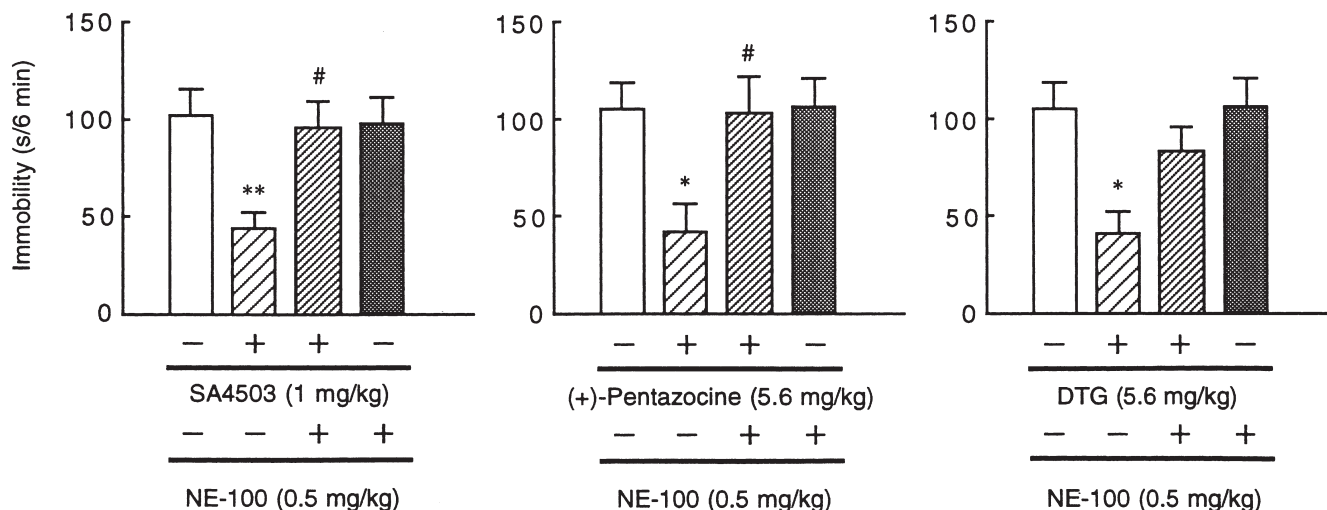 Immobility (s/6 min)
150
100
50
0
**
#
− + + −
SA4503 (1 mg/kg)
− − + +
NE-100 (0.5 mg/kg)
150
100
50
0
*
#
− + + −
(+)-Pentazocine (5.6 mg/kg)
− − + +
NE-100 (0.5 mg/kg)
150
100
50
0
*
− + + −
DTG (5.6 mg/kg)
− − + +
NE-100 (0.5 mg/kg)